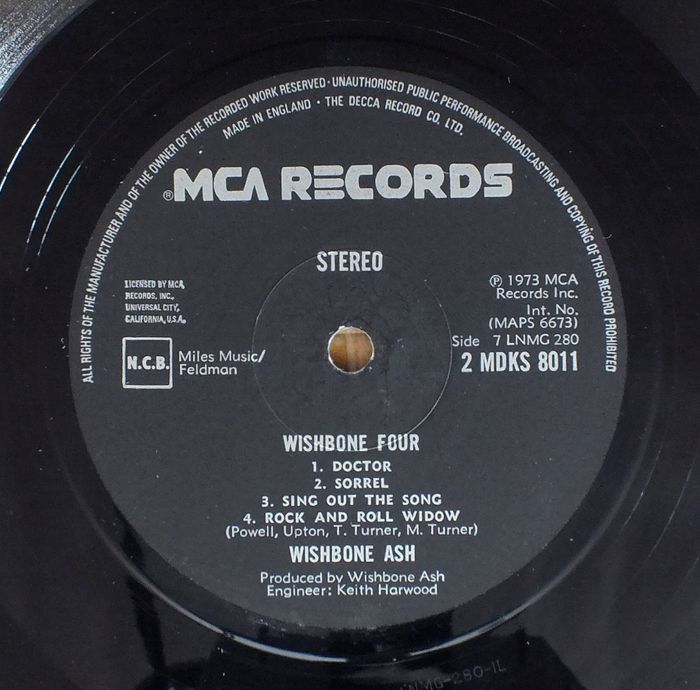 ALL RIGHTS OF THE MANUFACTURER AND OF THE OWNER OF THE RECORDED WORK RESERVED · UNAUTHORISED PUBLIC PERFORMANCE BROADCASTING AND COPYING OF THIS RECORD PROHIBITED
MADE IN ENGLAND · THE DECCA RECORD CO, LTD.
®MCA RECORDS
STEREO
LICENSED BY MCA
RECORDS, INC.,
UNIVERSAL CITY,
CALIFORNIA, U.S.A.
N.C.B.
Miles Music/
Feldman
℗ 1973 MCA
Records Inc.
Int. No.
(MAPS 6673)
Side 7 LNMG 280
2 MDKS 8011
WISHBONE FOUR
1. DOCTOR
2. SORREL
3. SING OUT THE SONG
4. ROCK AND ROLL WIDOW
(Powell, Upton, T. Turner, M. Turner)
WISHBONE ASH
Produced by Wishbone Ash
Engineer: Keith Harwood